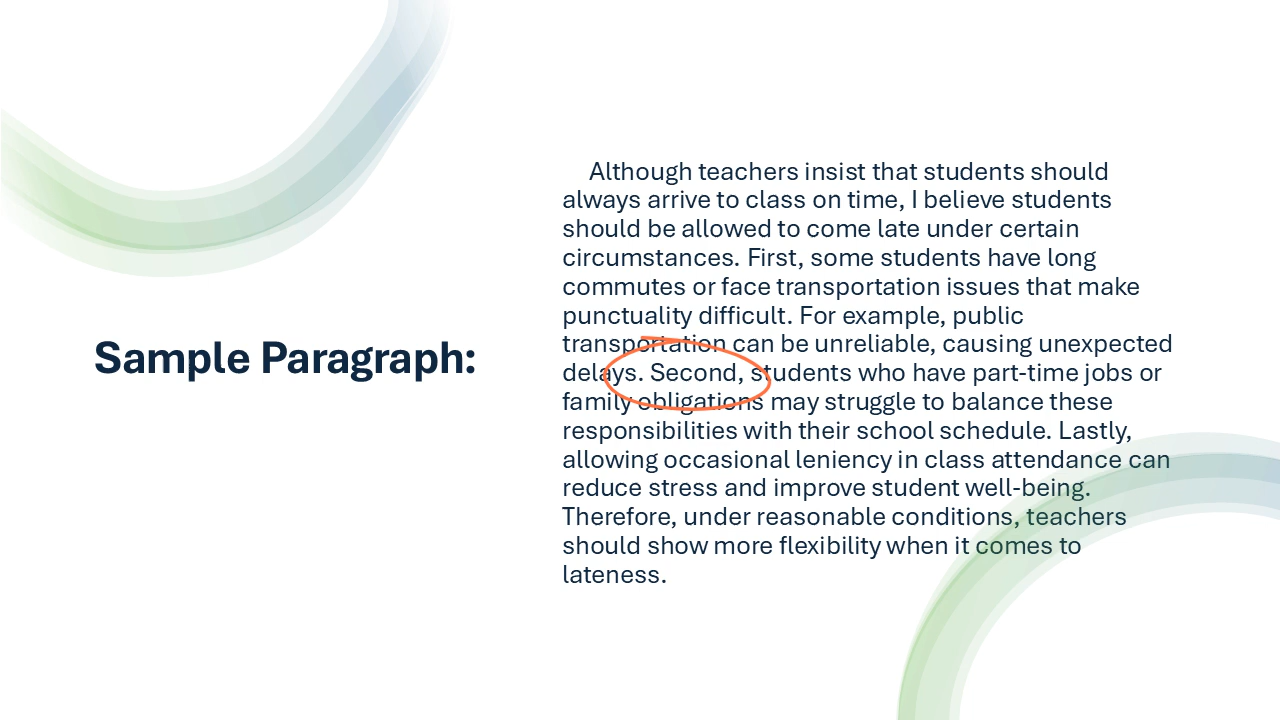 Sample Paragraph:
Although teachers insist that students should
always arrive to class on time, I believe students
should be allowed to come late under certain
circumstances. First, some students have long
commutes or face transportation issues that make
punctuality difficult. For example, public
transportation can be unreliable, causing unexpected
delays. Second, students who have part-time jobs or
family obligations may struggle to balance these
responsibilities with their school schedule. Lastly,
allowing occasional leniency in class attendance can
reduce stress and improve student well-being.
Therefore, under reasonable conditions, teachers
should show more flexibility when it comes to
lateness.